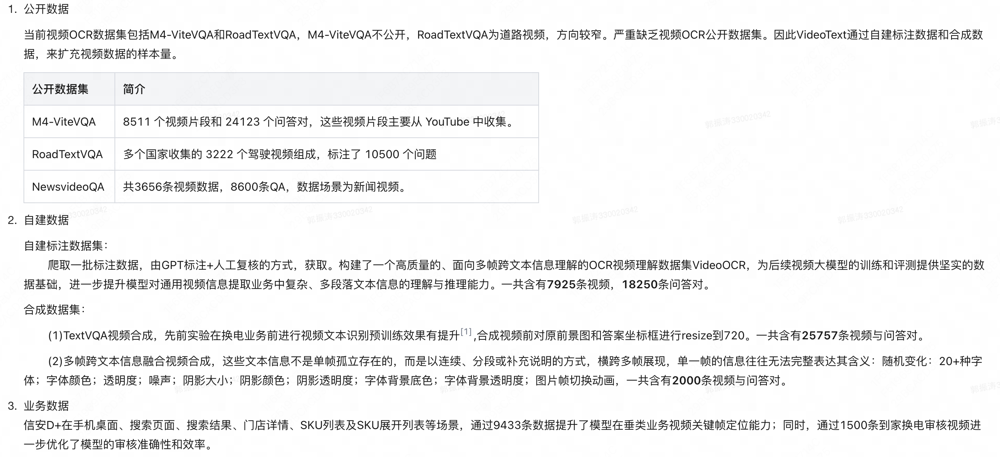 1. 公开数据
当前视频OCR数据集包括M4-ViteVQA和RoadTextVQA，M4-ViteVQA不公开，RoadTextVQA为道路视频，方向较窄。严重缺乏视频OCR公开数据集。因此VideoText通过自建标注数据和合成数
据，来扩充视频数据的样本量。
公开数据集 简介
M4-ViteVQA 8511 个视频片段和 24123 个问答对，这些视频片段主要从 YouTube 中收集。
RoadTextVQA 多个国家收集的 3222 个驾驶视频组成，标注了 10500 个问题
NewsvideoQA 共3656条视频数据，8600条QA，数据场景为新闻视频。
2. 自建数据
自建标注数据集：
爬取一批标注数据，由GPT标注+人工复核的方式，获取。构建了一个高质量的、面向多帧跨文本信息理解的OCR视频理解数据集VideoOCR，为后续视频大模型的训练和评测提供坚实的数
据基础，进一步提升模型对通用视频信息提取业务中复杂、多段落文本信息的理解与推理能力。一共含有7925条视频，18250条问答对。
合成数据集：
(1)TextVQA视频合成，先前实验在换电业务前进行视频文本识别预训练效果有提升[1],合成视频前对原前景图和答案坐标框进行resize到720。一共含有25757条视频与问答对。
(2)多帧跨文本信息融合视频合成，这些文本信息不是单帧孤立存在的，而是以连续、分段或补充说明的方式，横跨多帧展现，单一帧的信息往往无法完整表达其含义：随机变化：20+种字
体；字体颜色；透明度；噪声；阴影大小；阴影颜色；阴影透明度；字体背景底色；字体背景透明度；图片帧切换动画，一共含有2000条视频与问答对。
3. 业务数据
信安D+在手机桌面、搜索页面、搜索结果、门店详情、SKU列表及SKU展开列表等场景，通过9433条数据提升了模型在垂类业务视频关键帧定位能力；同时，通过1500条到家换电审核视频进
一步优化了模型的审核准确性和效率。
郭振涛330020342